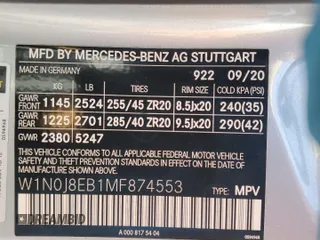 MFD BY MERCEDES-BENZ AG STUTTGART
MADE IN GERMANY 922 09/20
KG LB TIRES RIM SIZE KPA(PSI)
GAWR FRONT 1145 2524 255/45 ZR20 8.5jx20 240(35)
GAWR REAR 1225 2701 285/40 ZR20 9.5jx20 290(42)
GVWR 2380 5247
THIS VEHICLE CONFORMS TO ALL APPLICABLE FEDERAL MOTOR VEHICLE SAFETY, BUMPER AND THEFT PREVENTION STANDARDS IN EFFECT ON THE DATE OF MANUFACTURE SHOWN ABOVE.
W1N0J8EB1MF874553 TYPE: MPV
DREAMBID
A 000 817 54 04